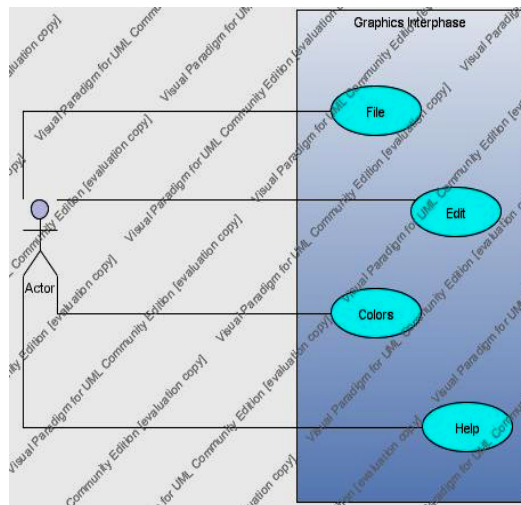 Graphics Interphase
File
Edit
Actor
Colors
Help
Visual Paradigm for UML Community Edition [evaluation copy]